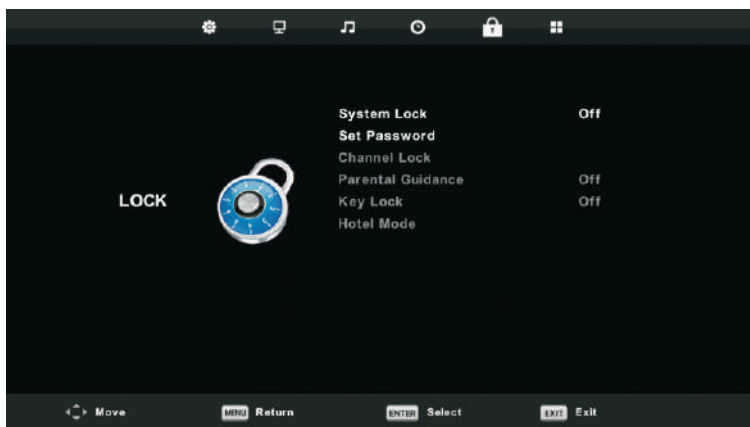 System Lock Off
Set Password
Channel Lock
Parental Guidance Off
LOCK
Key Lock Off
Hotel Mode
Move MENU Return ENTER Select EXIT Exit